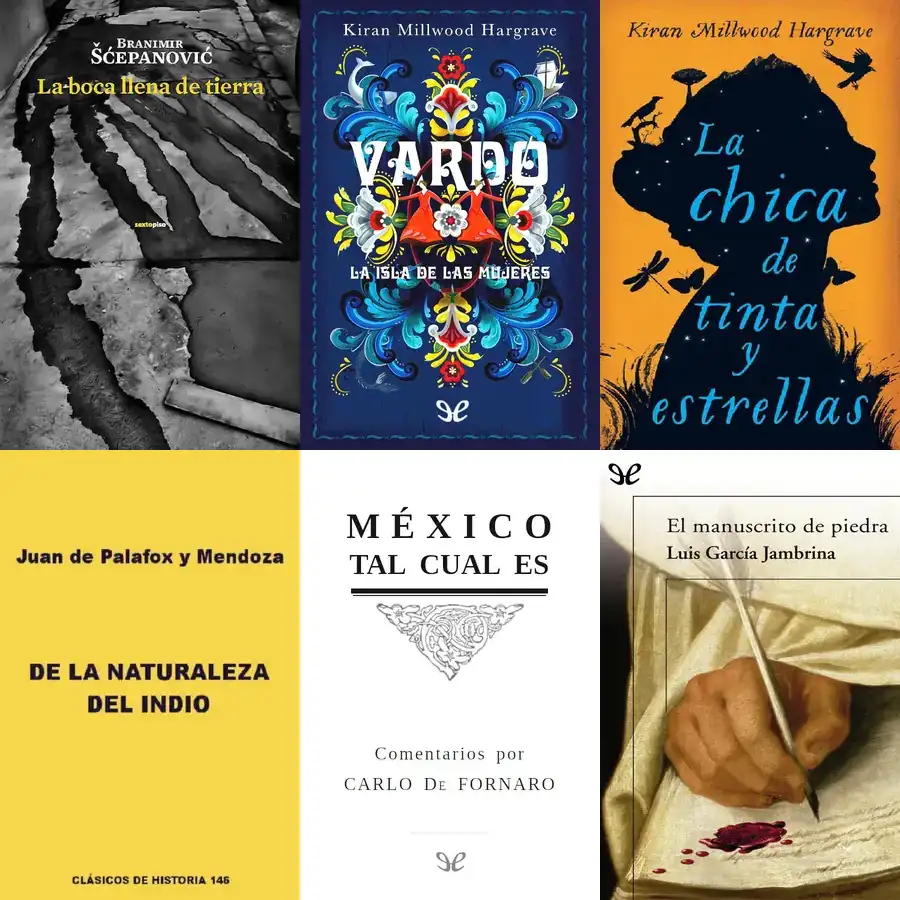 BRANIMIR
ŠĆEPANOVIĆ
La boca llena de tierra
sextopiso
Kiran Millwood Hargrave
VARDO
LA ISLA DE LAS MUJERES
Kiran Millwood Hargrave
La
chica
de
tinta
y
estrellas
Juan de Palafox y Mendoza
DE LA NATURALEZA
DEL INDIO
CLÁSICOS DE HISTORIA 146
MÉXICO
TAL CUAL ES
Comentarios por
CARLO DE FORNARO
El manuscrito de piedra
Luis García Jambrina